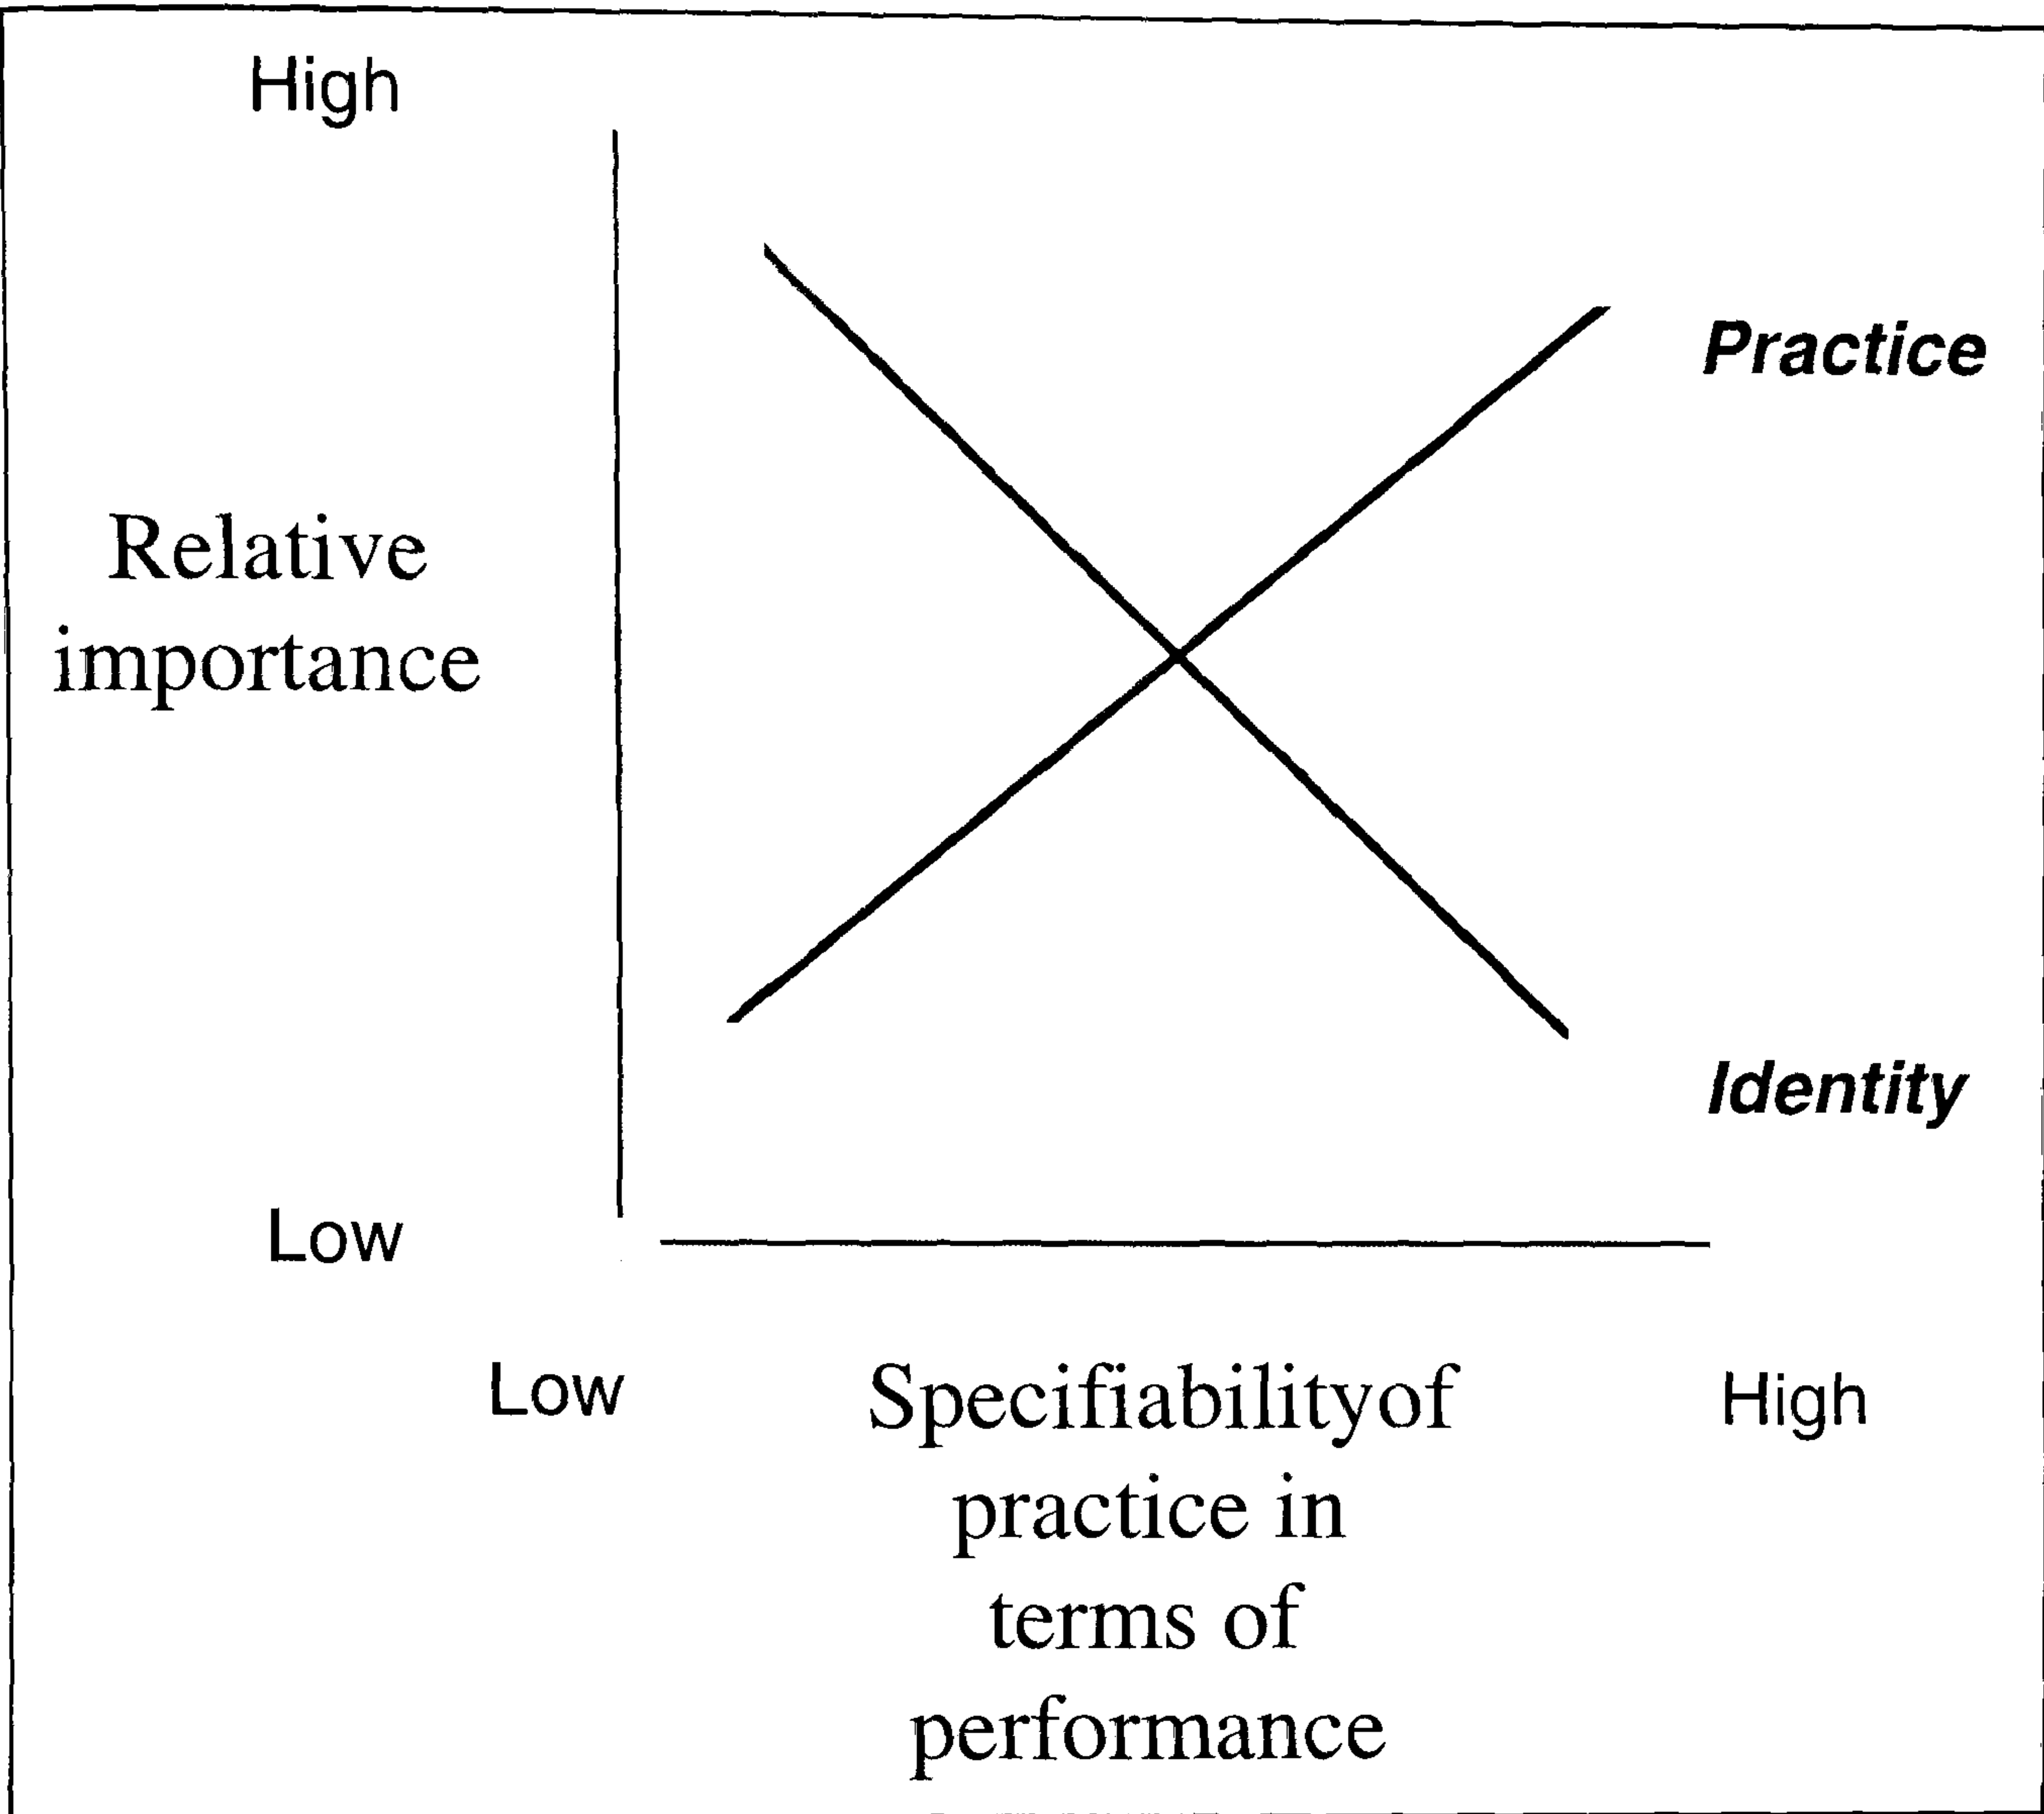 High
Practice
Relative
importance
Identity
Low
Low
Specifiabilityof
High
practice in
terms of
performance